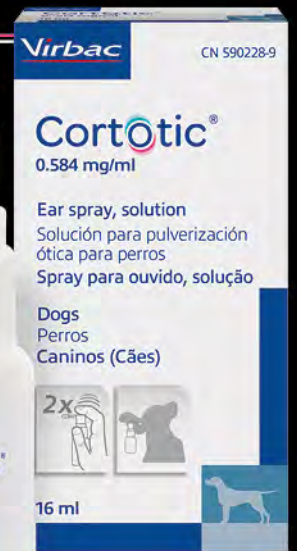 Virbac
CN 590228-9
Cortotic®
0.584 mg/ml
Ear spray, solution
Solución para pulverización
ótica para perros
Spray para ouvido, solução
Dogs
Perros
Caninos (Cães)
2x
16 ml